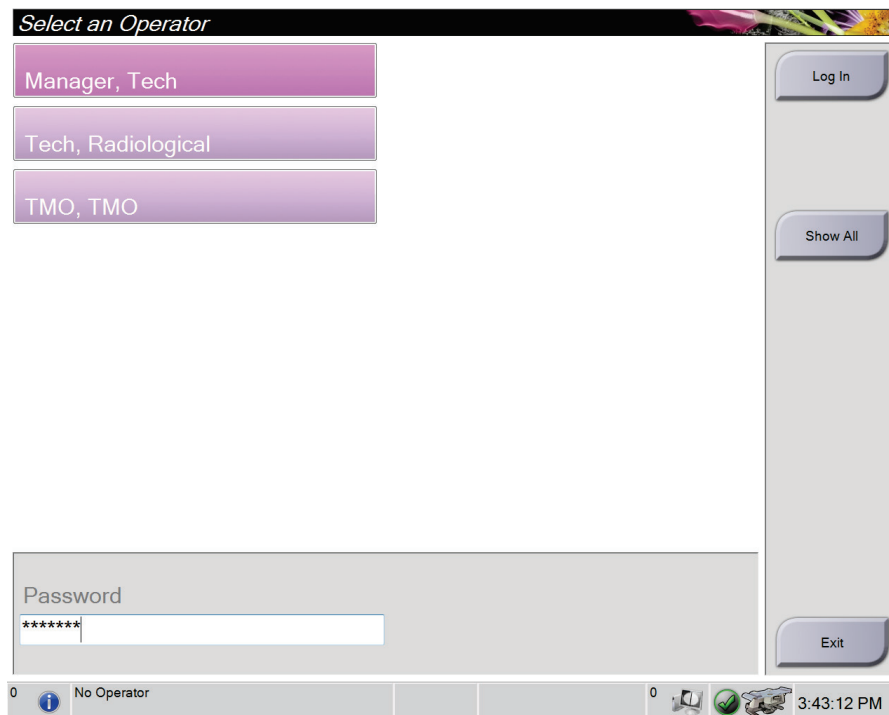 Select an Operator
Manager, Tech
Log In
Tech, Radiological
TMO, TMO
Show All
Password
*******
Exit
0
No Operator
0
3:43:12 PM